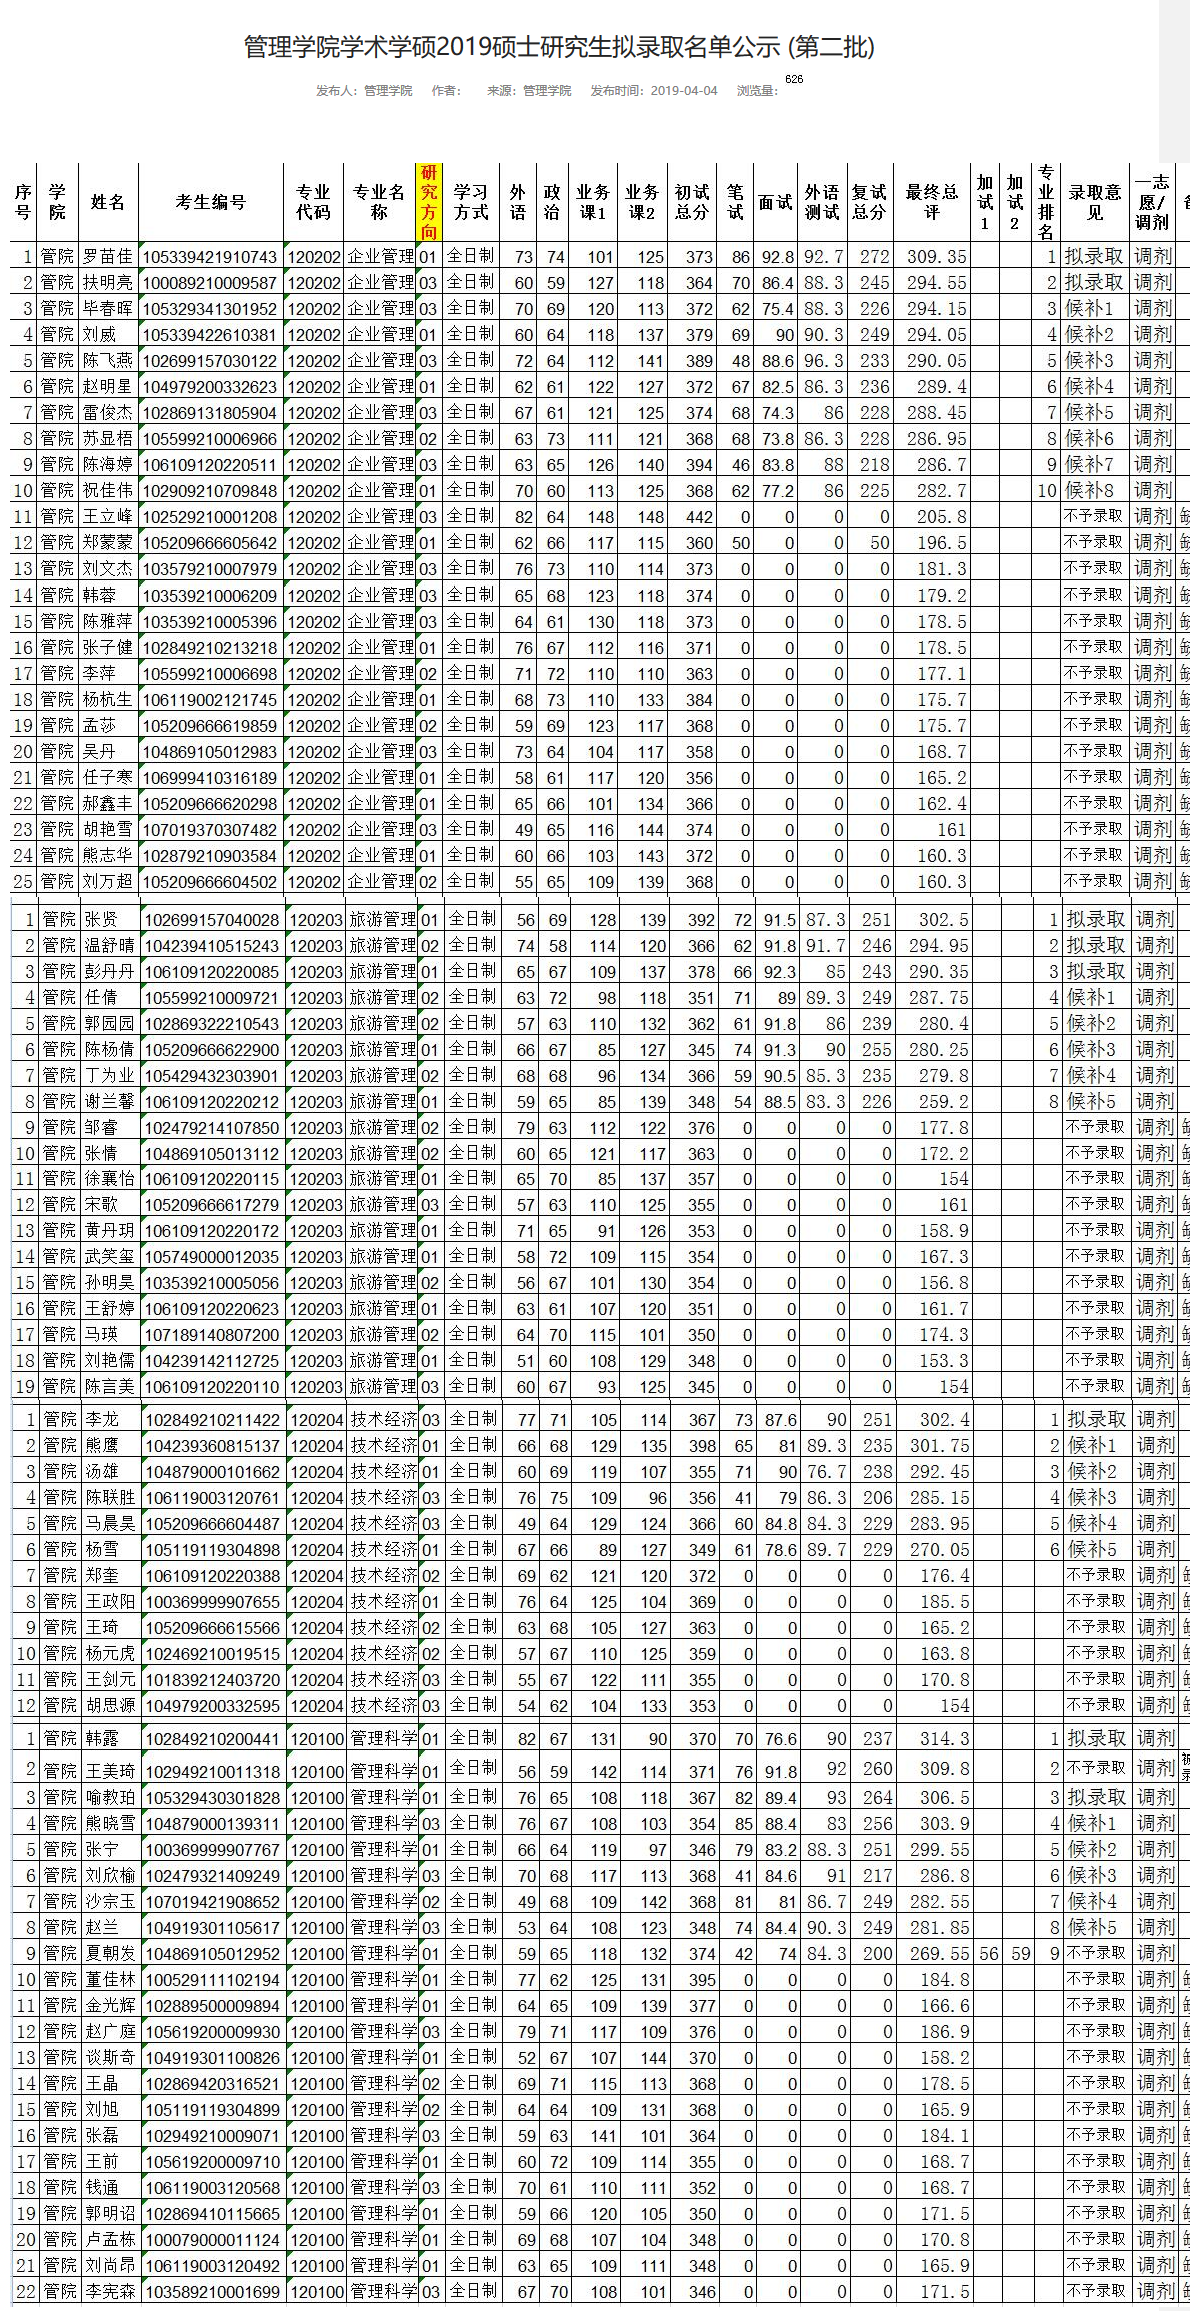 管理学院学术学硕2019硕士研究生拟录取名单公示 (第二批)
发布人：管理学院 作者： 来源：管理学院 发布时间：2019-04-04 浏览量： 626
序号 学院 姓名 考生编号 专业代码 专业名称 研究方向 学习方式 外语 政治 业务课1 业务课2 初试总分 笔试 面试 外语测试 复试总分 最终总评 加试1 加试2 专业排名 录取意见 一志愿/调剂
1 管院 罗苗佳 105339421910743 120202 企业管理 01 全日制 73 74 101 125 373 86 92.8 92.7 272 309.35 1 拟录取 调剂
2 管院 扶明亮 100089210009587 120202 企业管理 03 全日制 60 59 127 118 364 70 86.4 88.3 245 294.55 2 拟录取 调剂
3 管院 毕春晖 105329341301952 120202 企业管理 03 全日制 70 69 120 113 372 62 75.4 88.3 226 294.15 3 候补1 调剂
4 管院 刘威 105339422610381 120202 企业管理 01 全日制 60 64 118 137 379 69 90 90.3 249 294.05 4 候补2 调剂
5 管院 陈飞燕 102699157030122 120202 企业管理 03 全日制 72 64 112 141 389 48 88.6 96.3 233 290.05 5 候补3 调剂
6 管院 赵明星 104979200332623 120202 企业管理 01 全日制 62 61 122 127 372 67 82.5 86.3 236 289.4 6 候补4 调剂
7 管院 雷俊杰 102869131805904 120202 企业管理 03 全日制 67 61 121 125 374 68 74.3 86 228 288.45 7 候补5 调剂
8 管院 苏显梧 105599210006966 120202 企业管理 02 全日制 63 73 111 121 368 68 73.8 86.3 228 286.95 8 候补6 调剂
9 管院 陈海婷 106109120220511 120202 企业管理 03 全日制 63 65 126 140 394 46 83.8 88 218 286.7 9 候补7 调剂
10 管院 祝佳伟 102909210709848 120202 企业管理 01 全日制 70 60 113 125 368 62 77.2 86 225 282.7 10 候补8 调剂
11 管院 王立峰 102529210001208 120202 企业管理 03 全日制 82 64 148 148 442 0 0 0 0 205.8 不予录取 调剂
12 管院 郑蒙蒙 105209666605642 120202 企业管理 01 全日制 62 66 117 115 360 50 0 0 50 196.5 不予录取 调剂
13 管院 刘文杰 103579210007979 120202 企业管理 03 全日制 76 73 110 114 373 0 0 0 0 181.3 不予录取 调剂
14 管院 韩蓉 103539210006209 120202 企业管理 03 全日制 65 68 123 118 374 0 0 0 0 179.2 不予录取 调剂
15 管院 陈雅萍 103539210005396 120202 企业管理 03 全日制 64 61 130 118 373 0 0 0 0 178.5 不予录取 调剂
16 管院 张子健 102849210213218 120202 企业管理 01 全日制 76 67 112 116 371 0 0 0 0 178.5 不予录取 调剂
17 管院 李萍 105599210006698 120202 企业管理 02 全日制 71 72 110 110 363 0 0 0 0 177.1 不予录取 调剂
18 管院 杨杭生 106119002121745 120202 企业管理 01 全日制 68 73 110 133 384 0 0 0 0 175.7 不予录取 调剂
19 管院 孟莎 105209666619859 120202 企业管理 02 全日制 59 69 123 117 368 0 0 0 0 175.7 不予录取 调剂
20 管院 吴丹 104869105012983 120202 企业管理 03 全日制 73 64 104 117 358 0 0 0 0 168.7 不予录取 调剂
21 管院 任子寒 106999410316189 120202 企业管理 01 全日制 58 61 117 120 356 0 0 0 0 165.2 不予录取 调剂
22 管院 郝鑫丰 105209666620298 120202 企业管理 01 全日制 65 66 101 134 366 0 0 0 0 162.4 不予录取 调剂
23 管院 胡艳雪 107019370307482 120202 企业管理 03 全日制 49 65 116 144 374 0 0 0 0 161 不予录取 调剂
24 管院 熊志华 102879210903584 120202 企业管理 01 全日制 60 66 103 143 372 0 0 0 0 160.3 不予录取 调剂
25 管院 刘万超 105209666604502 120202 企业管理 02 全日制 55 65 109 139 368 0 0 0 0 160.3 不予录取 调剂
1 管院 张贤 102699157040028 120203 旅游管理 01 全日制 56 69 128 139 392 72 91.5 87.3 251 302.5 1 拟录取 调剂
2 管院 温舒晴 104239410515243 120203 旅游管理 02 全日制 74 58 114 120 366 62 91.8 91.7 246 294.95 2 拟录取 调剂
3 管院 彭丹丹 106109120220085 120203 旅游管理 01 全日制 65 67 109 137 378 66 92.3 85 243 290.35 3 拟录取 调剂
4 管院 任倩 105599210009721 120203 旅游管理 02 全日制 63 72 98 118 351 71 89 89.3 249 287.75 4 候补1 调剂
5 管院 郭园园 102869322210543 120203 旅游管理 02 全日制 57 63 110 132 362 61 91.8 86 239 280.4 5 候补2 调剂
6 管院 陈杨倩 105209666622900 120203 旅游管理 01 全日制 66 67 85 127 345 74 91.3 90 255 280.25 6 候补3 调剂
7 管院 丁为业 105429432303901 120203 旅游管理 02 全日制 68 68 96 134 366 59 90.5 85.3 235 279.8 7 候补4 调剂
8 管院 谢兰馨 106109120220212 120203 旅游管理 01 全日制 59 65 85 139 348 54 88.5 83.3 226 259.2 8 候补5 调剂
9 管院 邹睿 102479214107850 120203 旅游管理 02 全日制 79 63 112 122 376 0 0 0 0 177.8 不予录取 调剂
10 管院 张情 104869105013112 120203 旅游管理 02 全日制 60 65 121 117 363 0 0 0 0 172.2 不予录取 调剂
11 管院 徐襄怡 106109120220115 120203 旅游管理 01 全日制 65 70 85 137 357 0 0 0 0 154 不予录取 调剂
12 管院 宋歌 105209666617279 120203 旅游管理 03 全日制 57 63 110 125 355 0 0 0 0 161 不予录取 调剂
13 管院 黄丹玥 106109120220172 120203 旅游管理 01 全日制 71 65 91 126 353 0 0 0 0 158.9 不予录取 调剂
14 管院 武笑玺 105749000012035 120203 旅游管理 01 全日制 58 72 109 115 354 0 0 0 0 167.3 不予录取 调剂
15 管院 孙明昊 103539210005056 120203 旅游管理 02 全日制 56 67 101 130 354 0 0 0 0 156.8 不予录取 调剂
16 管院 王舒婷 106109120220623 120203 旅游管理 01 全日制 63 61 107 120 351 0 0 0 0 161.7 不予录取 调剂
17 管院 马瑛 107189140807200 120203 旅游管理 02 全日制 64 70 115 101 350 0 0 0 0 174.3 不予录取 调剂
18 管院 刘艳儒 104239142112725 120203 旅游管理 01 全日制 51 60 108 129 348 0 0 0 0 153.3 不予录取 调剂
19 管院 陈言美 106109120220110 120203 旅游管理 03 全日制 60 67 93 125 345 0 0 0 0 154 不予录取 调剂
1 管院 李龙 102849210211422 120204 技术经济 03 全日制 77 71 105 114 367 73 87.6 90 251 302.4 1 拟录取 调剂
2 管院 熊鹰 104239360815137 120204 技术经济 01 全日制 66 68 129 135 398 65 81 89.3 235 301.75 2 候补1 调剂
3 管院 汤雄 104879000101662 120204 技术经济 01 全日制 60 69 119 107 355 71 90 76.7 238 292.45 3 候补2 调剂
4 管院 陈联胜 106119003120761 120204 技术经济 03 全日制 76 75 109 96 356 41 79 86.3 206 285.15 4 候补3 调剂
5 管院 马晨昊 105209666604487 120204 技术经济 03 全日制 49 64 129 124 366 60 84.8 84.3 229 283.95 5 候补4 调剂
6 管院 杨雪 105119119304898 120204 技术经济 01 全日制 67 66 89 127 349 61 78.6 89.7 229 270.05 6 候补5 调剂
7 管院 郑奎 106109120220388 120204 技术经济 02 全日制 69 62 121 120 372 0 0 0 0 176.4 不予录取 调剂
8 管院 王政阳 100369999907655 120204 技术经济 01 全日制 76 64 125 104 369 0 0 0 0 185.5 不予录取 调剂
9 管院 王琦 105209666615566 120204 技术经济 02 全日制 63 68 105 127 363 0 0 0 0 165.2 不予录取 调剂
10 管院 杨元虎 102469210019515 120204 技术经济 02 全日制 57 67 110 125 359 0 0 0 0 163.8 不予录取 调剂
11 管院 王剑元 101839212403720 120204 技术经济 03 全日制 55 67 122 111 355 0 0 0 0 170.8 不予录取 调剂
12 管院 胡思源 104979200332595 120204 技术经济 03 全日制 54 62 104 133 353 0 0 0 0 154 不予录取 调剂
1 管院 韩露 102849210200441 120100 管理科学 01 全日制 82 67 131 90 370 70 76.6 90 237 314.3 1 拟录取 调剂
2 管院 王美琦 102949210011318 120100 管理科学 01 全日制 56 59 142 114 371 76 91.8 92 260 309.8 2 不予录取 调剂
3 管院 喻教珀 105329430301828 120100 管理科学 01 全日制 76 65 108 118 367 82 89.4 93 264 306.5 3 拟录取 调剂
4 管院 熊晓雪 104879000139311 120100 管理科学 03 全日制 76 67 108 103 354 85 88.4 83 256 303.9 4 候补1 调剂
5 管院 张宁 100369999907767 120100 管理科学 01 全日制 66 64 119 97 346 79 83.2 88.3 251 299.55 5 候补2 调剂
6 管院 刘欣榆 102479321409249 120100 管理科学 03 全日制 70 68 117 113 368 41 84.6 91 217 286.8 6 候补3 调剂
7 管院 沙宗玉 107019421908652 120100 管理科学 02 全日制 49 68 109 142 368 81 81 86.7 249 282.55 7 候补4 调剂
8 管院 赵兰 104919301105617 120100 管理科学 03 全日制 53 64 108 123 348 74 84.4 90.3 249 281.85 8 候补5 调剂
9 管院 夏朝发 104869105012952 120100 管理科学 01 全日制 59 65 118 132 374 42 74 84.3 200 269.55 56 59 9 不予录取 调剂
10 管院 董佳林 100529111102194 120100 管理科学 01 全日制 77 62 125 131 395 0 0 0 0 184.8 不予录取 调剂
11 管院 金光辉 102889500009894 120100 管理科学 01 全日制 64 65 109 139 377 0 0 0 0 166.6 不予录取 调剂
12 管院 赵广庭 105619200009930 120100 管理科学 03 全日制 79 71 117 109 376 0 0 0 0 186.9 不予录取 调剂
13 管院 谈斯奇 104919301100826 120100 管理科学 01 全日制 52 67 107 144 370 0 0 0 0 158.2 不予录取 调剂
14 管院 王晶 102869420316521 120100 管理科学 02 全日制 69 71 115 113 368 0 0 0 0 178.5 不予录取 调剂
15 管院 刘旭 105119119304899 120100 管理科学 02 全日制 64 64 109 131 368 0 0 0 0 165.9 不予录取 调剂
16 管院 张磊 102949210009071 120100 管理科学 03 全日制 59 63 141 101 364 0 0 0 0 184.1 不予录取 调剂
17 管院 王前 105619200009710 120100 管理科学 01 全日制 60 72 109 114 355 0 0 0 0 168.7 不予录取 调剂
18 管院 钱通 106119003120568 120100 管理科学 03 全日制 70 61 110 111 352 0 0 0 0 168.7 不予录取 调剂
19 管院 郭明诏 102869410115665 120100 管理科学 01 全日制 59 66 120 105 350 0 0 0 0 171.5 不予录取 调剂
20 管院 卢孟栋 100079000011124 120100 管理科学 01 全日制 69 68 107 104 348 0 0 0 0 170.8 不予录取 调剂
21 管院 刘尚昂 106119003120492 120100 管理科学 01 全日制 63 65 109 111 348 0 0 0 0 165.9 不予录取 调剂
22 管院 李宪森 103589210001699 120100 管理科学 03 全日制 67 70 108 101 346 0 0 0 0 171.5 不予录取 调剂